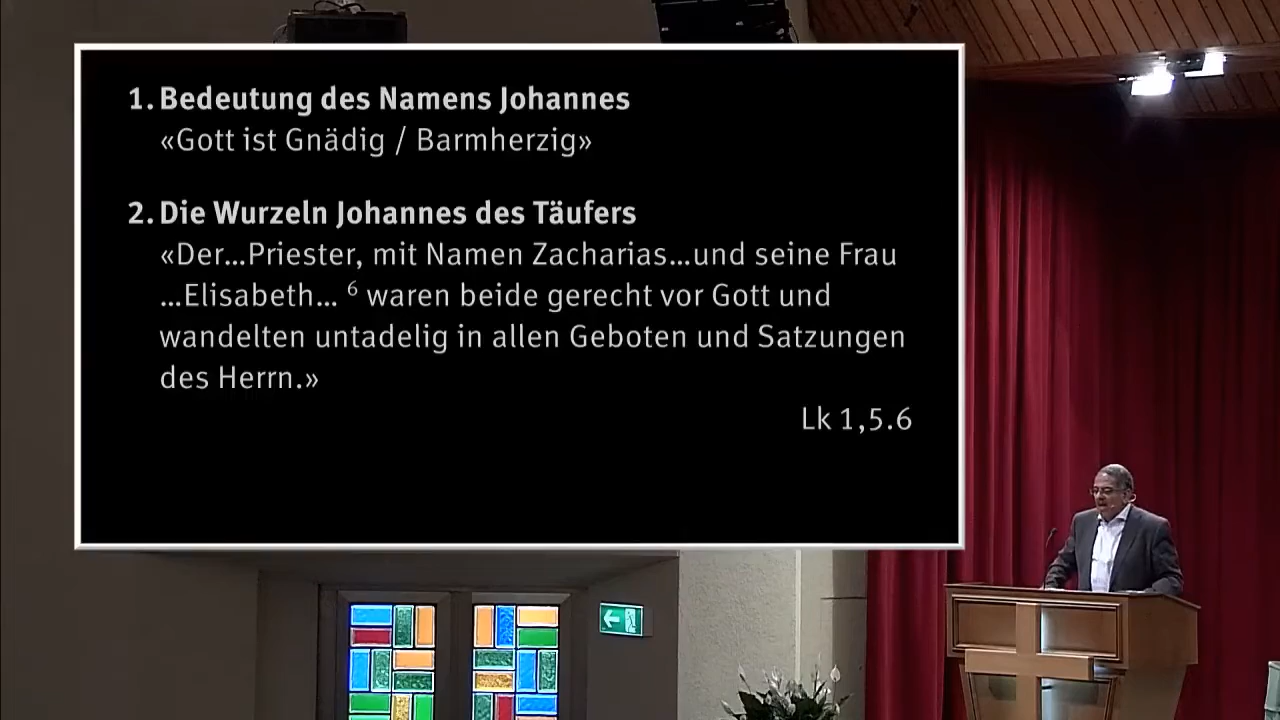 1. Bedeutung des Namens Johannes
«Gott ist Gnädig / Barmherzig»
2. Die Wurzeln Johannes des Täufers
«Der...Priester, mit Namen Zacharias...und seine Frau
...Elisabeth... ⁶ waren beide gerecht vor Gott und
wandelten untadelig in allen Geboten und Satzungen
des Herrn.»
Lk 1,5.6